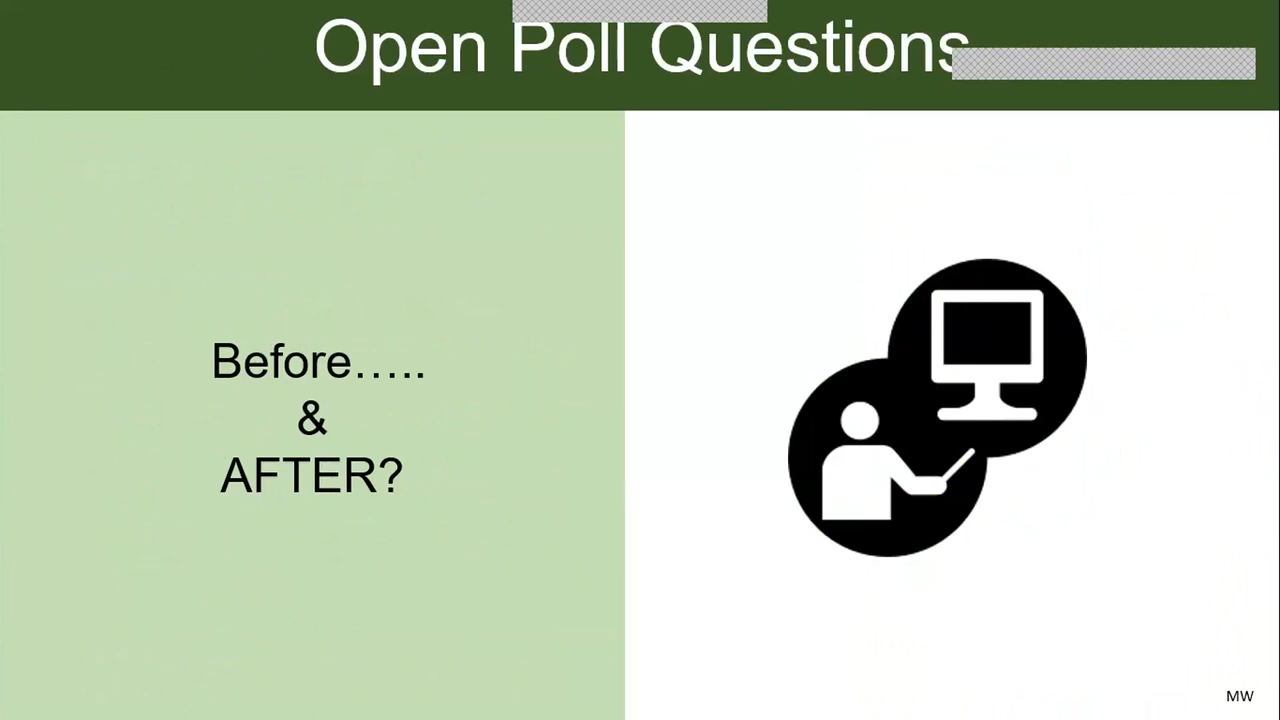 Open Poll Questions
Before…..
&
AFTER?
MW